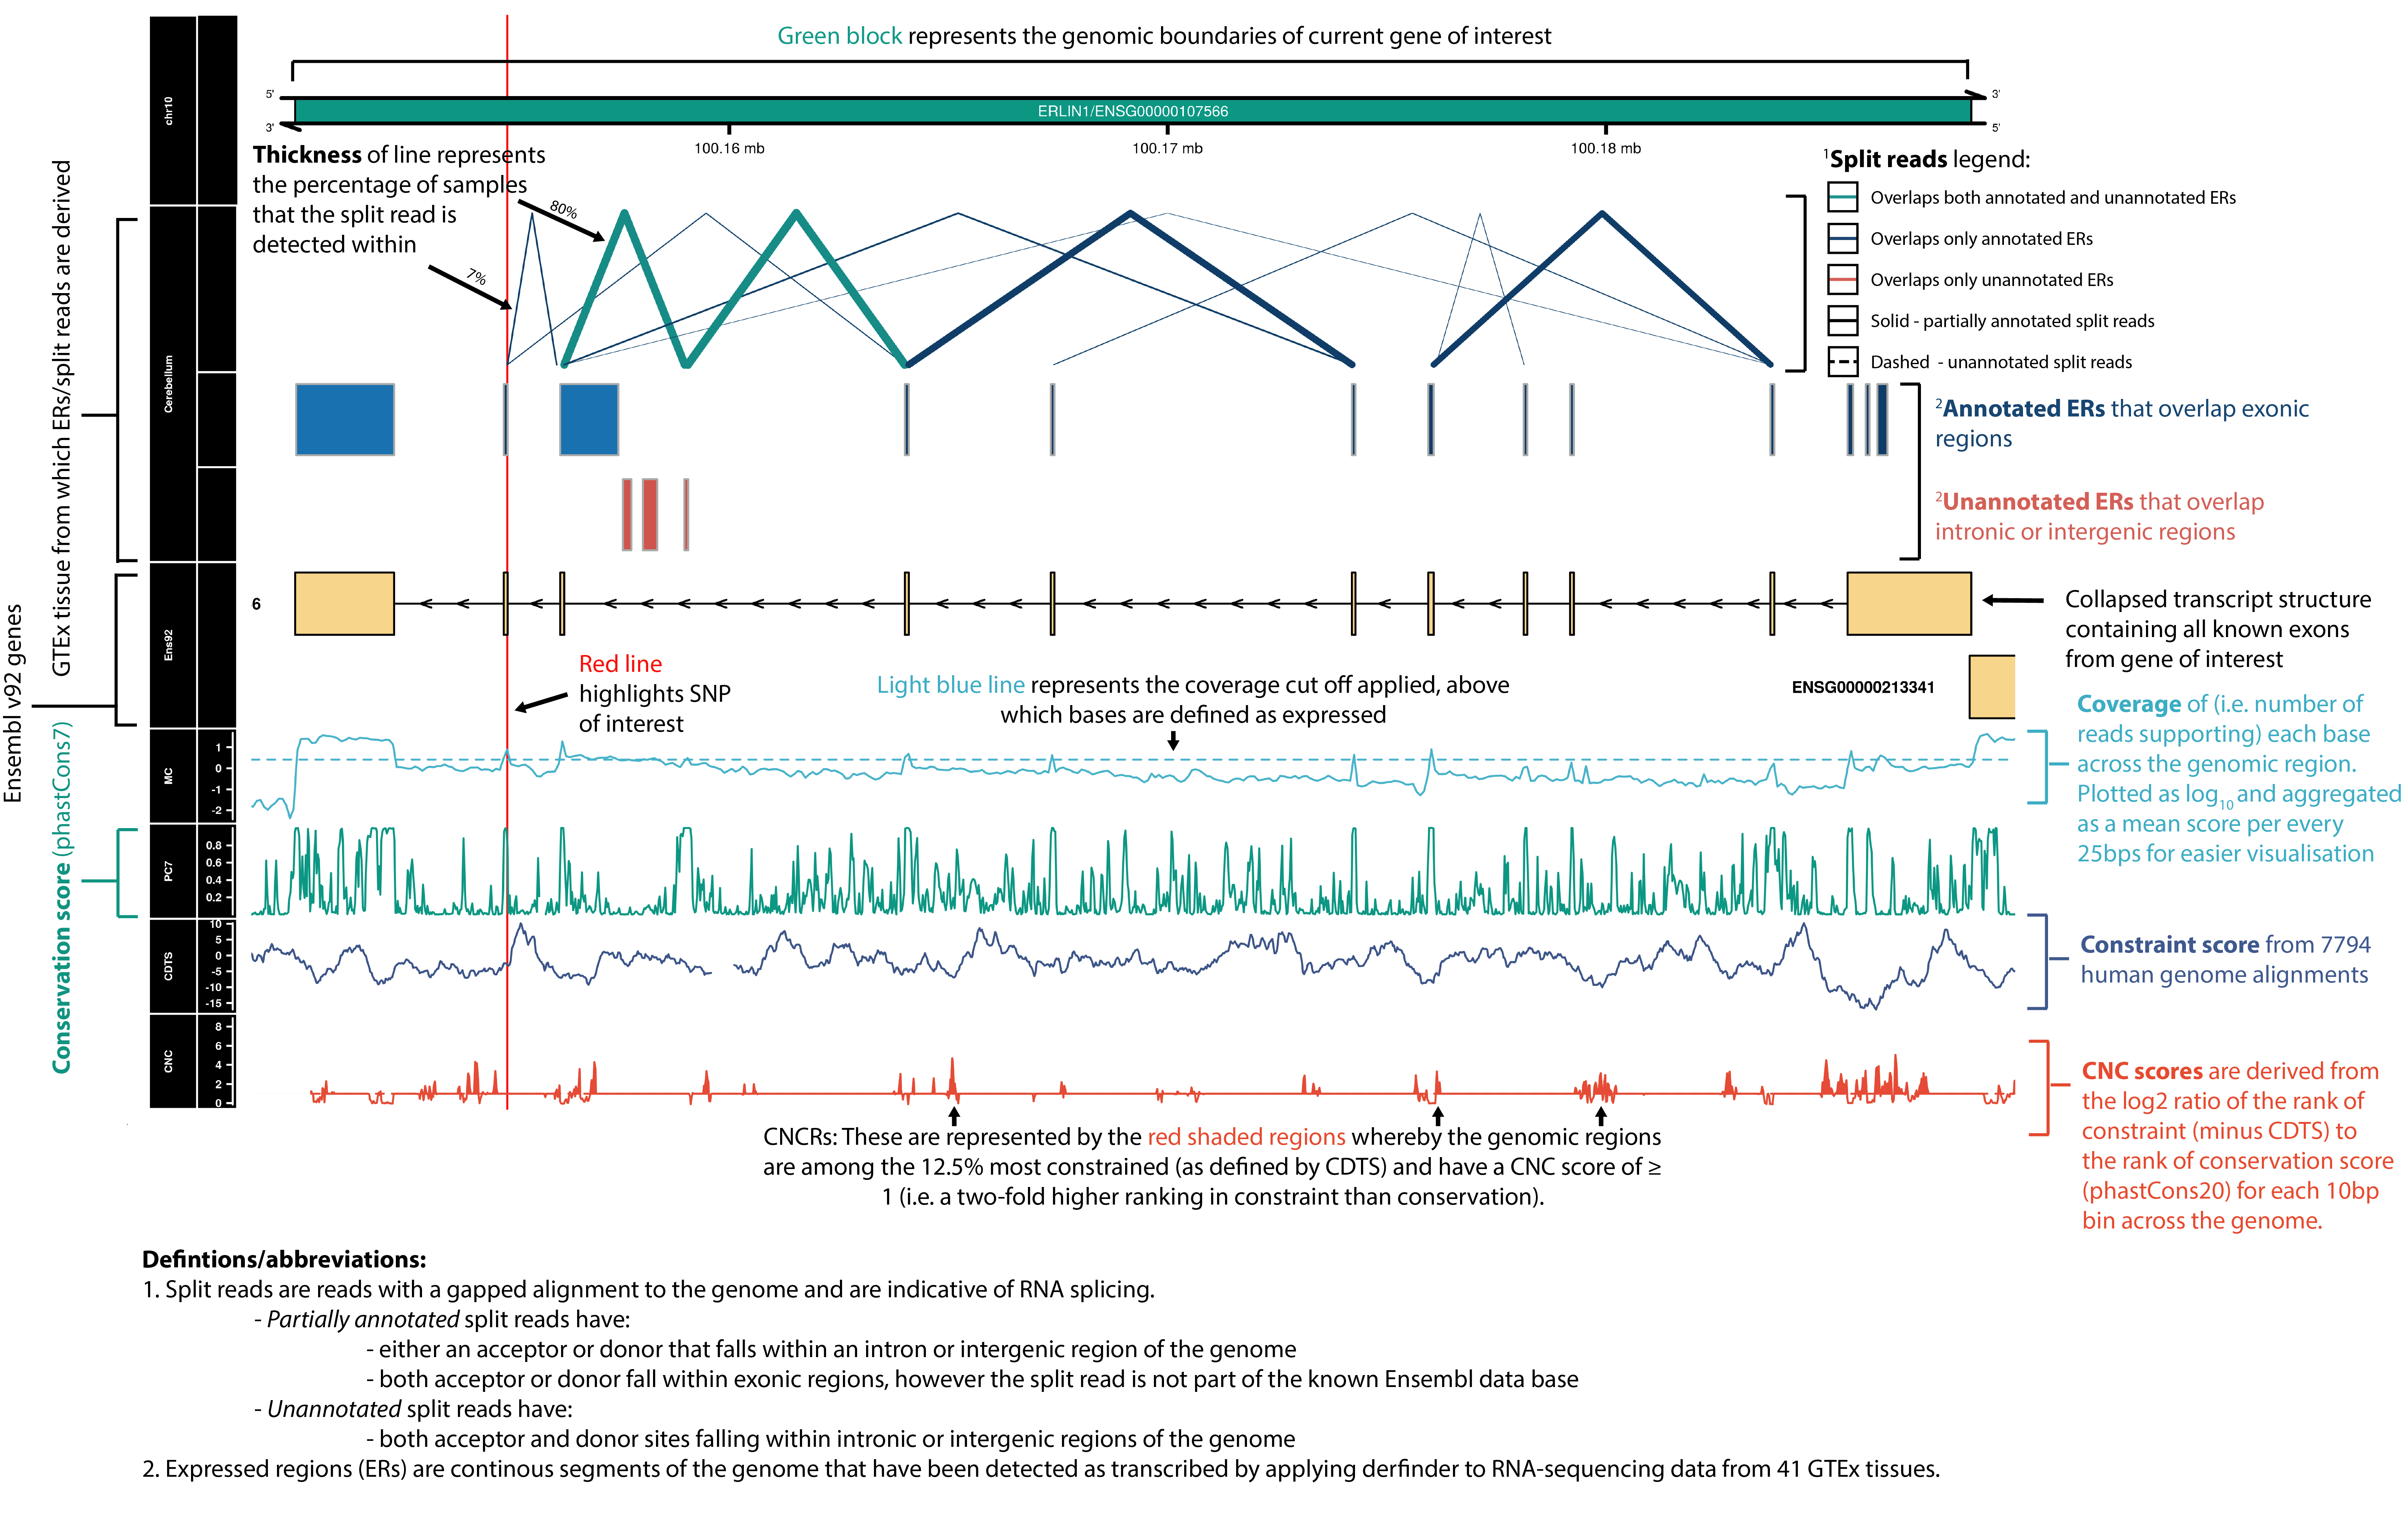 Green block represents the genomic boundaries of current gene of interest
5'
3'
ERLIN1/ENSG00000107566
3'
5'
chr10
100.16 mb
100.17 mb
100.18 mb
Thickness of line represents
the percentage of samples
that the split read is
detected within
80%
7%
1Split reads legend:
Overlaps both annotated and unannotated ERs
Overlaps only annotated ERs
Overlaps only unannotated ERs
Solid - partially annotated split reads
Dashed - unannotated split reads
GTEx tissue from which ERs/split reads are derived
Cerebellum
2Annotated ERs that overlap exonic
regions
2Unannotated ERs that overlap
intronic or intergenic regions
Ensembl v92 genes
Ens92
6
Collapsed transcript structure
containing all known exons
from gene of interest
Red line
highlights SNP
of interest
Light blue line represents the coverage cut off applied, above
which bases are defined as expressed
ENSG00000213341
MC
1
0
-1
-2
Coverage of (i.e. number of
reads supporting) each base
across the genomic region.
Plotted as log10 and aggregated
as a mean score per every
25bps for easier visualisation
Conservation score (phastCons7)
PC7
0.8
0.6
0.4
0.2
CDTS
10
5
0
-5
-10
-15
Constraint score from 7794
human genome alignments
CNC
8
6
4
2
0
CNC scores are derived from
the log2 ratio of the rank of
constraint (minus CDTS) to
the rank of conservation score
(phastCons20) for each 10bp
bin across the genome.
CNCRs: These are represented by the red shaded regions whereby the genomic regions
are among the 12.5% most constrained (as defined by CDTS) and have a CNC score of ≥
1 (i.e. a two-fold higher ranking in constraint than conservation).
Defintions/abbreviations:
1. Split reads are reads with a gapped alignment to the genome and are indicative of RNA splicing.
- Partially annotated split reads have:
- either an acceptor or donor that falls within an intron or intergenic region of the genome
- both acceptor or donor fall within exonic regions, however the split read is not part of the known Ensembl data base
- Unannotated split reads have:
- both acceptor and donor sites falling within intronic or intergenic regions of the genome
2. Expressed regions (ERs) are continous segments of the genome that have been detected as transcribed by applying derfinder to RNA-sequencing data from 41 GTEx tissues.